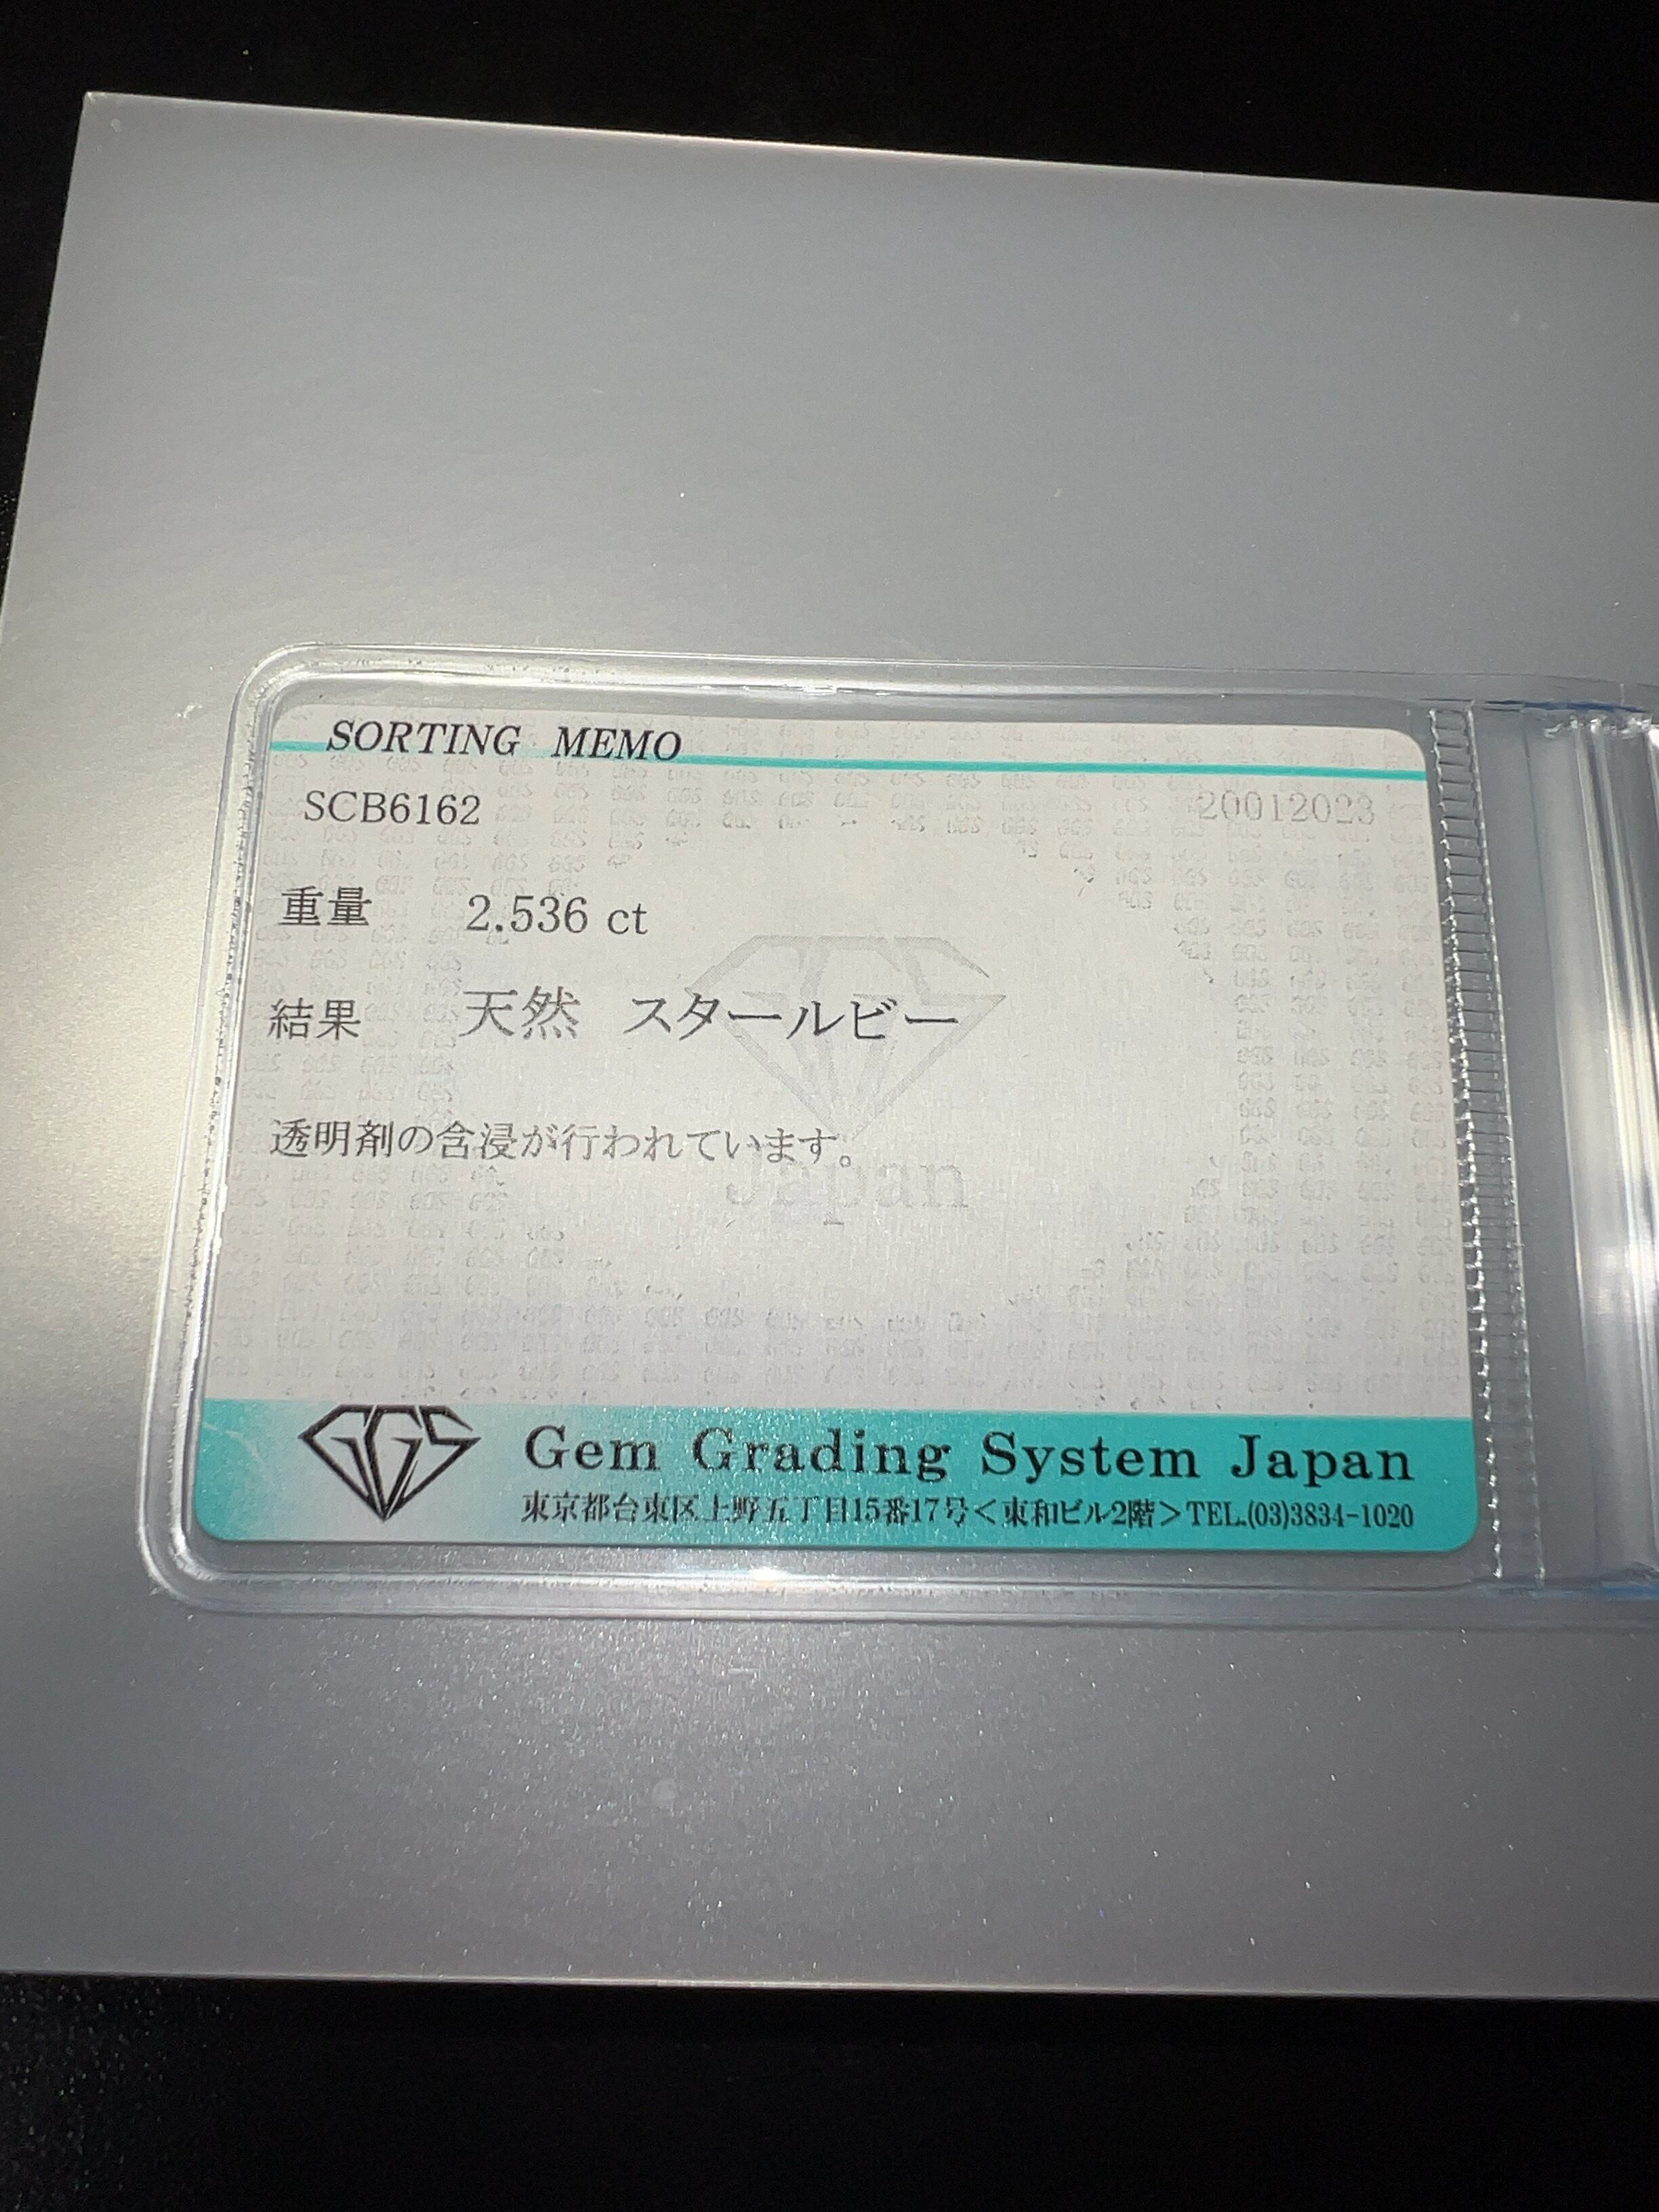 SORTING MEMO
SCB6162 20012023
重量 2.536 ct
結果 天然 スタールビー
透明剤の含浸が行われています。
GGS
Japan
GGS Gem Grading System Japan
東京都台東区上野五丁目15番17号＜東和ビル2階＞TEL.(03)3834-1020